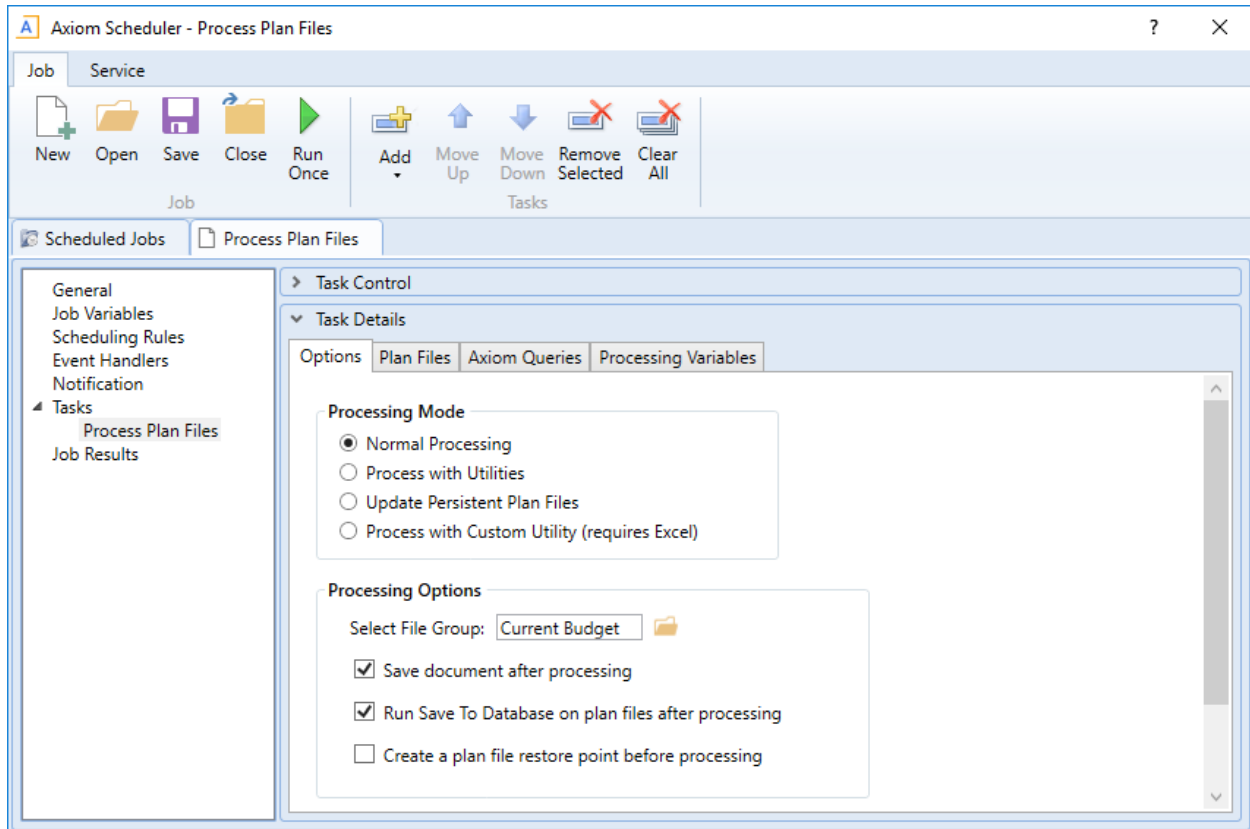 A Axiom Scheduler - Process Plan Files ?
Job Service
New Open Save Close Run Once Add Move Up Move Down Remove Selected Clear All
Job Tasks
Scheduled Jobs Process Plan Files
General
Job Variables
Scheduling Rules
Event Handlers
Notification
Tasks
Process Plan Files
Job Results
Task Control
Task Details
Options Plan Files Axiom Queries Processing Variables
Processing Mode
Normal Processing
Process with Utilities
Update Persistent Plan Files
Process with Custom Utility (requires Excel)
Processing Options
Select File Group: Current Budget
Save document after processing
Run Save To Database on plan files after processing
Create a plan file restore point before processing